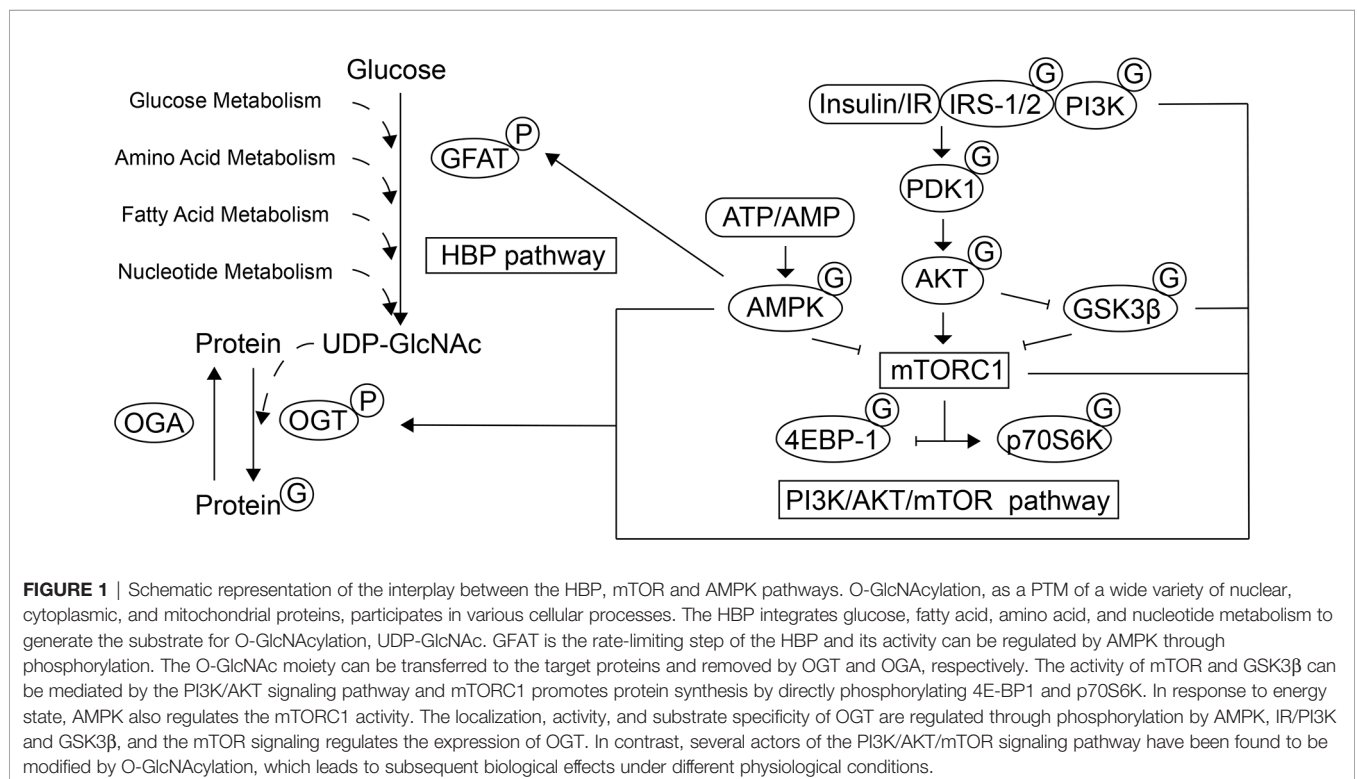 Glucose
Glucose Metabolism
Amino Acid Metabolism
Fatty Acid Metabolism
Nucleotide Metabolism
GFAT
P
HBP pathway
Protein
UDP-GlcNAc
OGA
OGT
P
Protein
G
ATP/AMP
AMPK
G
Insulin/IR
IRS-1/2
G
PI3K
G
PDK1
G
AKT
G
GSK3β
G
mTORC1
4EBP-1
G
p70S6K
G
PI3K/AKT/mTOR pathway
FIGURE 1 | Schematic representation of the interplay between the HBP, mTOR and AMPK pathways. O-GlcNAcylation, as a PTM of a wide variety of nuclear,
cytoplasmic, and mitochondrial proteins, participates in various cellular processes. The HBP integrates glucose, fatty acid, amino acid, and nucleotide metabolism to
generate the substrate for O-GlcNAcylation, UDP-GlcNAc. GFAT is the rate-limiting step of the HBP and its activity can be regulated by AMPK through
phosphorylation. The O-GlcNAc moiety can be transferred to the target proteins and removed by OGT and OGA, respectively. The activity of mTOR and GSK3β can
be mediated by the PI3K/AKT signaling pathway and mTORC1 promotes protein synthesis by directly phosphorylating 4E-BP1 and p70S6K. In response to energy
state, AMPK also regulates the mTORC1 activity. The localization, activity, and substrate specificity of OGT are regulated through phosphorylation by AMPK, IR/PI3K
and GSK3β, and the mTOR signaling regulates the expression of OGT. In contrast, several actors of the PI3K/AKT/mTOR signaling pathway have been found to be
modified by O-GlcNAcylation, which leads to subsequent biological effects under different physiological conditions.